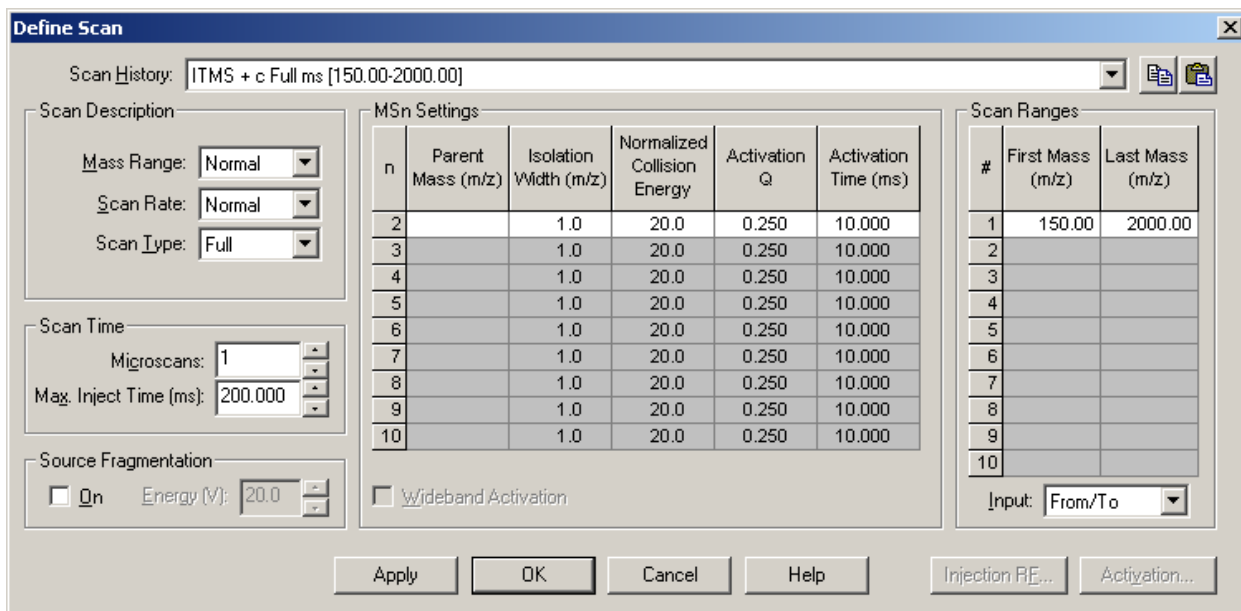 Define Scan
Scan History: ITMS + c Full ms [150.00-2000.00]
Scan Description
Mass Range: Normal
Scan Rate: Normal
Scan Type: Full
Scan Time
Microscans: 1
Max. Inject Time (ms): 200.000
Source Fragmentation
On Energy (V): 20.0
MSn Settings
n Parent Mass (m/z) Isolation Width (m/z) Normalized Collision Energy Activation Q Activation Time (ms)
2 1.0 20.0 0.250 10.000
3 1.0 20.0 0.250 10.000
4 1.0 20.0 0.250 10.000
5 1.0 20.0 0.250 10.000
6 1.0 20.0 0.250 10.000
7 1.0 20.0 0.250 10.000
8 1.0 20.0 0.250 10.000
9 1.0 20.0 0.250 10.000
10 1.0 20.0 0.250 10.000
Wideband Activation
Scan Ranges
# First Mass (m/z) Last Mass (m/z)
1 150.00 2000.00
2
3
4
5
6
7
8
9
10
Input: From/To
Apply OK Cancel Help Injection RF... Activation...